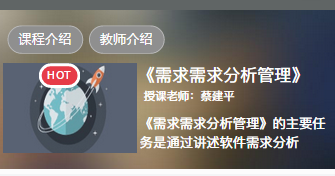 课程介绍 教师介绍
HOT
《需求需求分析管理》
授课老师：蔡建平
《需求需求分析管理》的主要任
务是通过讲述软件需求分析